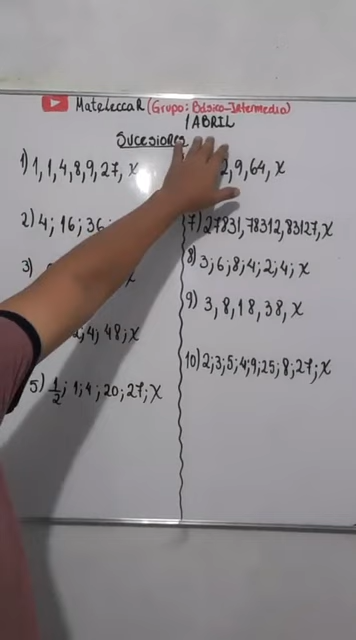 MateleccaR (Grupo: Básico-Intermedio)
1 ABRIL
Sucesiones
1) 1, 1, 4, 8, 9, 27, x
2) 4; 16; 36;
3)
2; 4; 48; x
5) 1/2; 1; 4; 20; 27; x
2, 9, 64, x
7) 27831, 78312, 83127, x
8) 3; 6; 8; 4; 2; 4; x
9) 3, 8, 18, 38, x
10) 2; 3; 5; 4; 9; 25; 8; 27; x